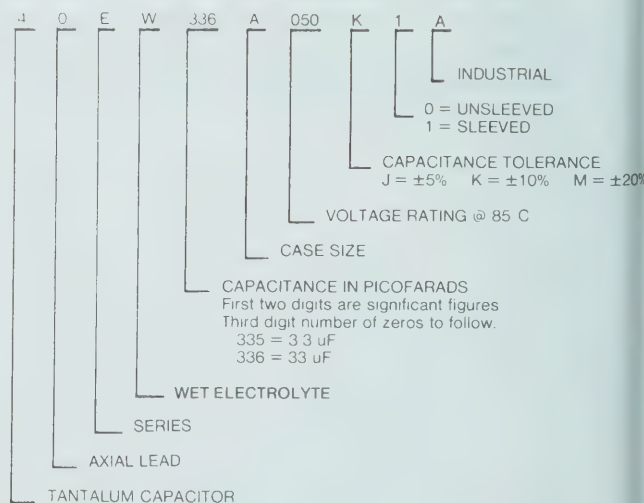 4 0 E W 336 A 050 K 1 A
INDUSTRIAL
0 = UNSLEEVED
1 = SLEEVED
CAPACITANCE TOLERANCE
J = ±5% K = ±10% M = ±20%
VOLTAGE RATING @ 85 C
CASE SIZE
CAPACITANCE IN PICOFARADS
First two digits are significant figures
Third digit number of zeros to follow.
335 = 3 3 uF
336 = 33 uF
WET ELECTROLYTE
SERIES
AXIAL LEAD
TANTALUM CAPACITOR